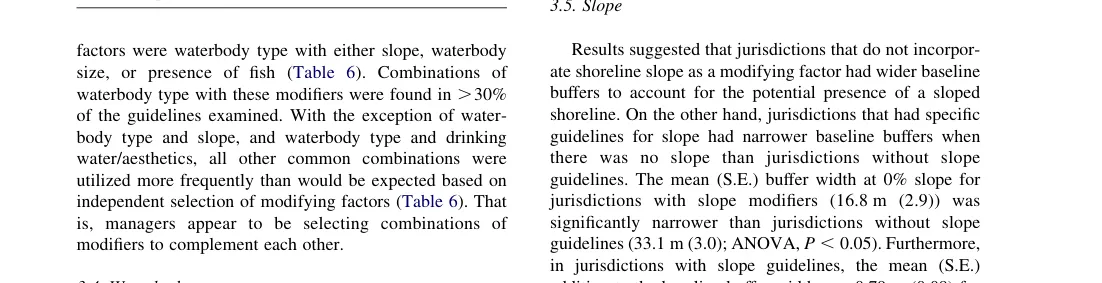 factors were waterbody type with either slope, waterbody
size, or presence of fish (Table 6). Combinations of
waterbody type with these modifiers were found in >30%
of the guidelines examined. With the exception of water-
body type and slope, and waterbody type and drinking
water/aesthetics, all other common combinations were
utilized more frequently than would be expected based on
independent selection of modifying factors (Table 6). That
is, managers appear to be selecting combinations of
modifiers to complement each other.
3.5. Slope
Results suggested that jurisdictions that do not incorpor-
ate shoreline slope as a modifying factor had wider baseline
buffers to account for the potential presence of a sloped
shoreline. On the other hand, jurisdictions that had specific
guidelines for slope had narrower baseline buffers when
there was no slope than jurisdictions without slope
guidelines. The mean (S.E.) buffer width at 0% slope for
jurisdictions with slope modifiers (16.8 m (2.9)) was
significantly narrower than jurisdictions without slope
guidelines (33.1 m (3.0); ANOVA, P < 0.05). Furthermore,
in jurisdictions with slope guidelines, the mean (S.E.)